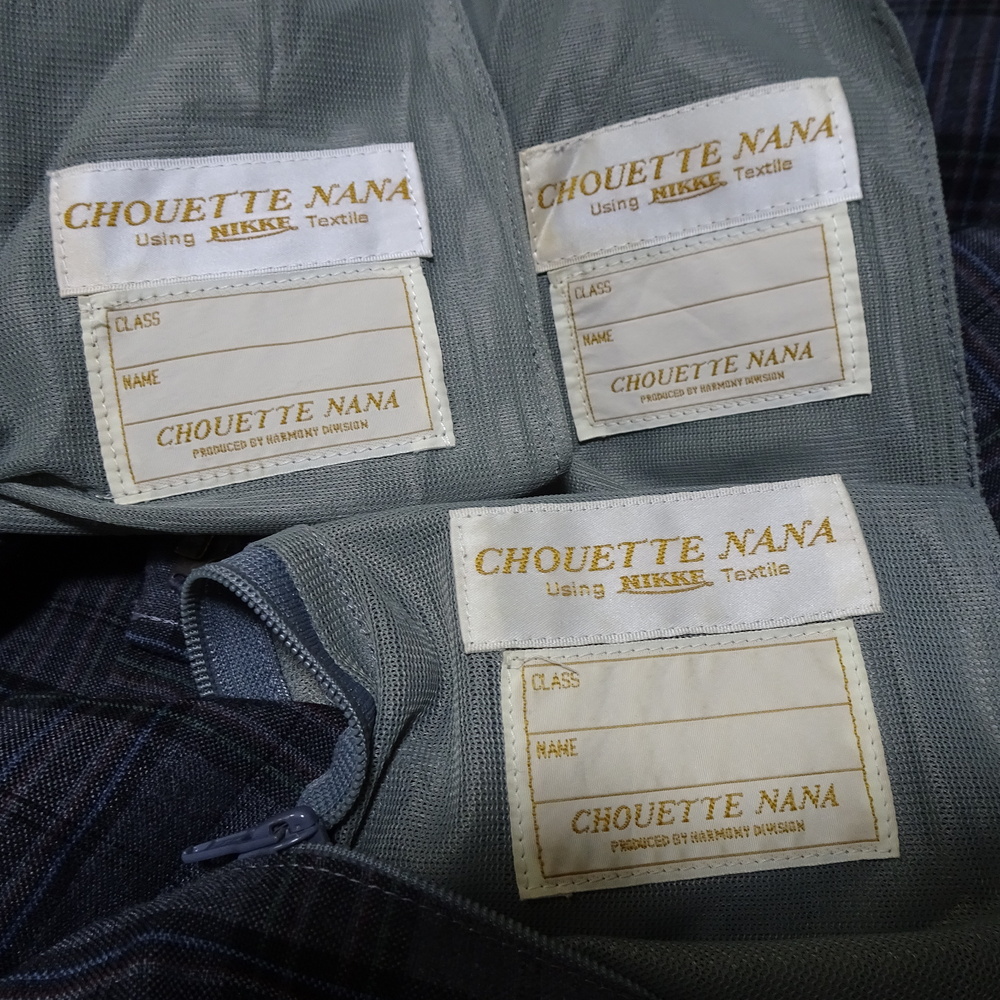 CHOUETTE NANA
Using NIKKE Textile
CLASS
NAME
CHOUETTE NANA
PRODUCED BY HARMONY DIVISION
CHOUETTE NANA
Using NIKKE Textile
CLASS
NAME
CHOUETTE NANA
PRODUCED BY HARMONY DIVISION
CHOUETTE NANA
Using NIKKE Textile
CLASS
NAME
CHOUETTE NANA
PRODUCED BY HARMONY DIVISION